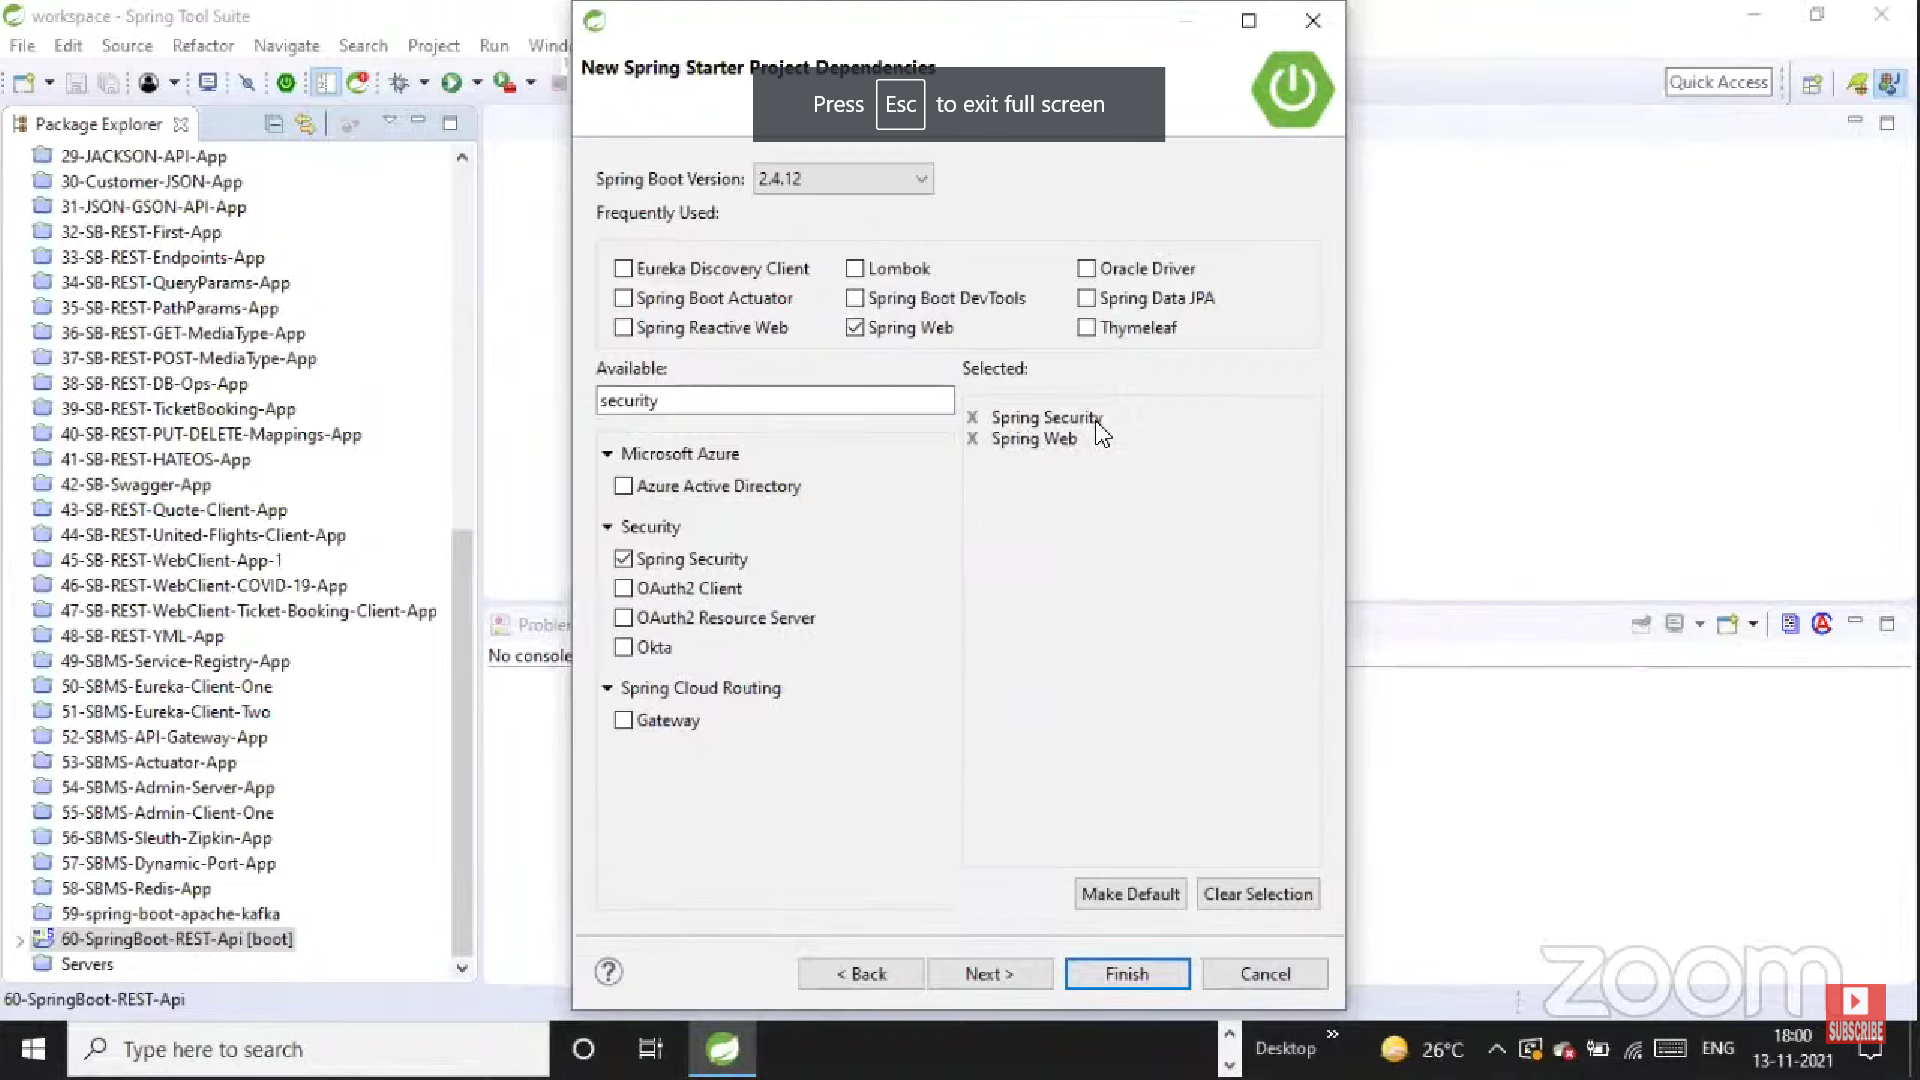 workspace - Spring Tool Suite
File Edit Source Refactor Navigate Search Project Run
Quick Access
Package Explorer
29-JACKSON-API-App
30-Customer-JSON-App
31-JSON-GSON-API-App
32-SB-REST-First-App
33-SB-REST-Endpoints-App
34-SB-REST-QueryParams-App
35-SB-REST-PathParams-App
36-SB-REST-GET-MediaType-App
37-SB-REST-POST-MediaType-App
38-SB-REST-DB-Ops-App
39-SB-REST-TicketBooking-App
40-SB-REST-PUT-DELETE-Mappings-App
41-SB-REST-HATEOS-App
42-SB-Swagger-App
43-SB-REST-Quote-Client-App
44-SB-REST-United-Flights-Client-App
45-SB-REST-WebClient-App-1
46-SB-REST-WebClient-COVID-19-App
47-SB-REST-WebClient-Ticket-Booking-Client-App
48-SB-REST-YML-App
49-SBMS-Service-Registry-App
50-SBMS-Eureka-Client-One
51-SBMS-Eureka-Client-Two
52-SBMS-API-Gateway-App
53-SBMS-Actuator-App
54-SBMS-Admin-Server-App
55-SBMS-Admin-Client-One
56-SBMS-Sleuth-Zipkin-App
57-SBMS-Dynamic-Port-App
58-SBMS-Redis-App
59-spring-boot-apache-kafka
60-SpringBoot-REST-Api [boot]
Servers
60-SpringBoot-REST-Api
New Spring Starter Project Dependencies
Press Esc to exit full screen
Spring Boot Version: 2.4.12
Frequently Used:
Eureka Discovery Client Lombok Oracle Driver
Spring Boot Actuator Spring Boot DevTools Spring Data JPA
Spring Reactive Web Spring Web Thymeleaf
Available: Selected:
security
X Spring Security
X Spring Web
Microsoft Azure
Azure Active Directory
Security
Spring Security
OAuth2 Client
OAuth2 Resource Server
Okta
Spring Cloud Routing
Gateway
Make Default Clear Selection
< Back Next > Finish Cancel
No console
zoom
SUBSCRIBE
Type here to search
Desktop
26°C
ENG
18:00
13-11-2021